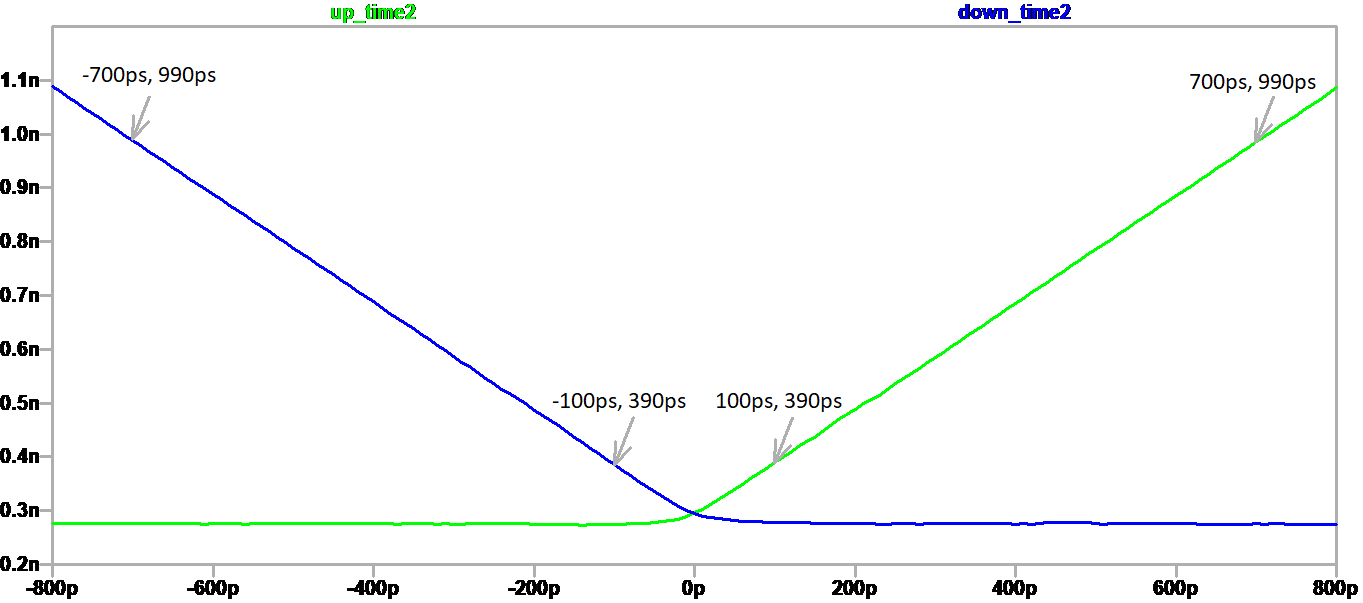 up_time2 down_time2
1.1n
-700ps, 990ps
700ps, 990ps
1.0n
0.9n
0.8n
0.7n
0.6n
0.5n
-100ps, 390ps
100ps, 390ps
0.4n
0.3n
0.2n
-800p -600p -400p -200p 0p 200p 400p 600p 800p